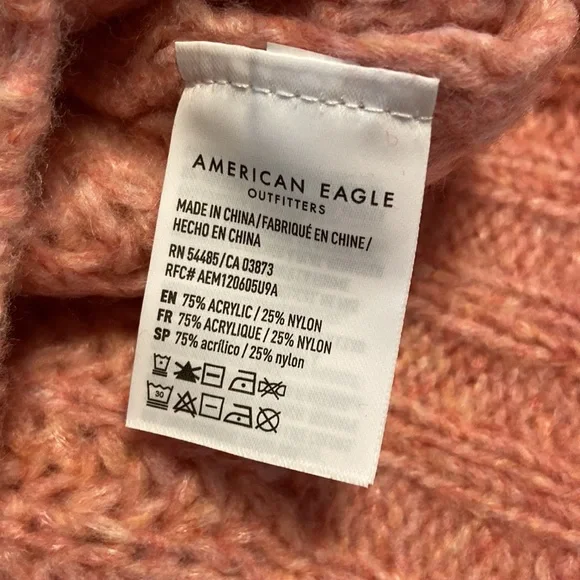 AMERICAN EAGLE
OUTFITTERS
MADE IN CHINA/FABRIQUÉ EN CHINE/
HECHO EN CHINA
RN 54485/CA 03873
RFC# AEM120605U9A
EN 75% ACRYLIC / 25% NYLON
FR 75% ACRYLIQUE / 25% NYLON
SP 75% acrílico / 25% nylon
30